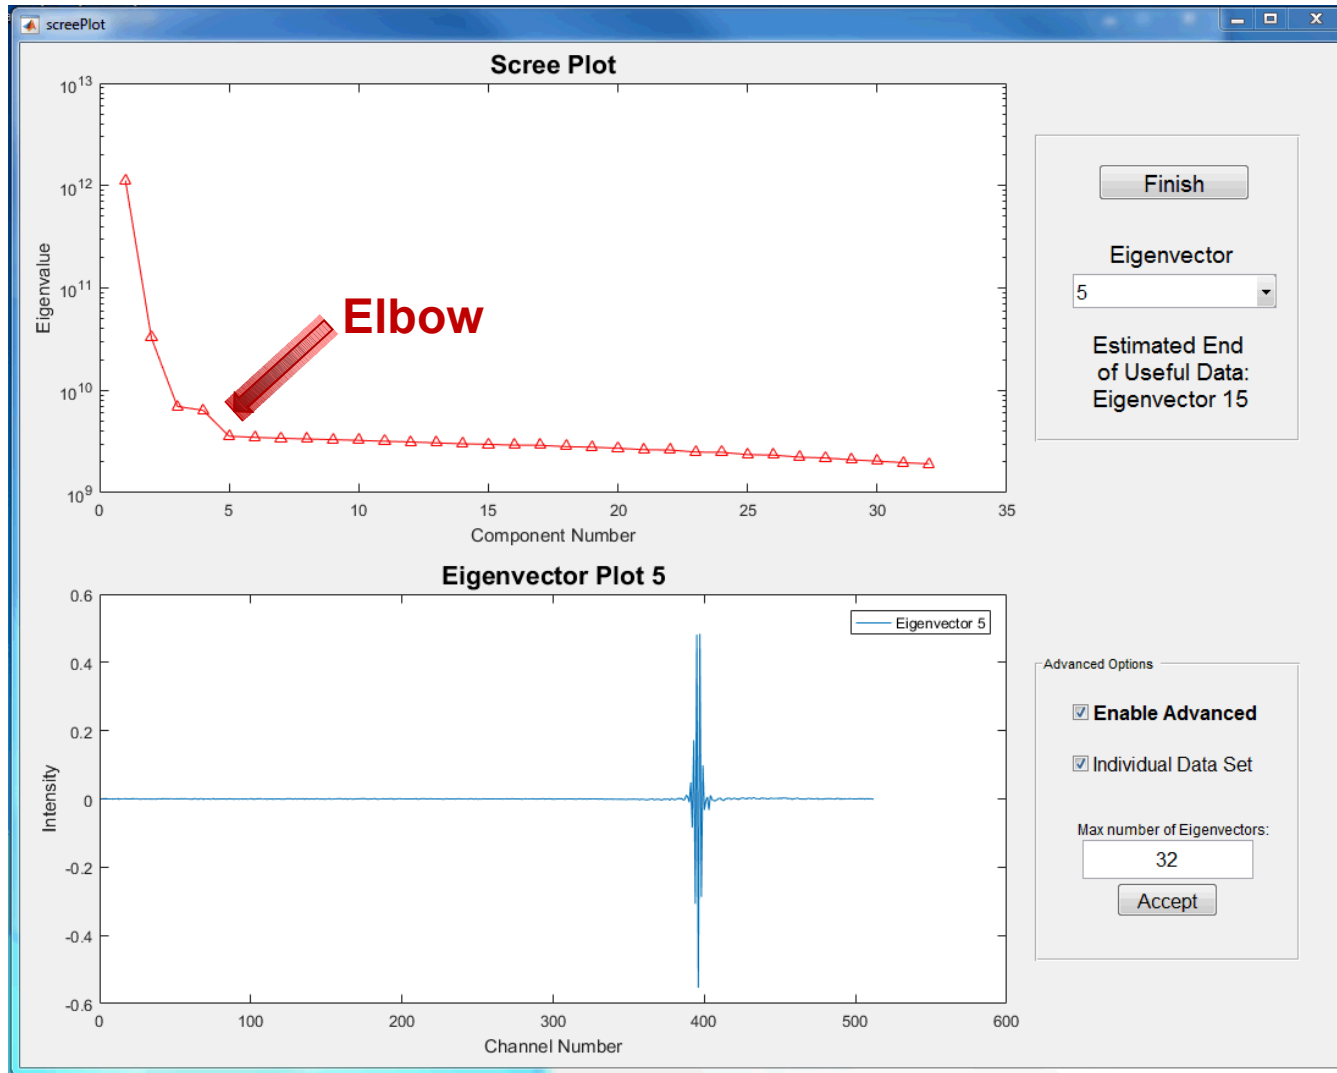 screePlot
Scree Plot
10^13
10^12
10^11
10^10
10^9
Eigenvalue
Elbow
0 5 10 15 20 25 30 35
Component Number
Finish
Eigenvector
5
Estimated End
of Useful Data:
Eigenvector 15
Eigenvector Plot 5
0.6
0.4
0.2
0
-0.2
-0.4
-0.6
Intensity
Eigenvector 5
0 100 200 300 400 500 600
Channel Number
Advanced Options
Enable Advanced
Individual Data Set
Max number of Eigenvectors:
32
Accept